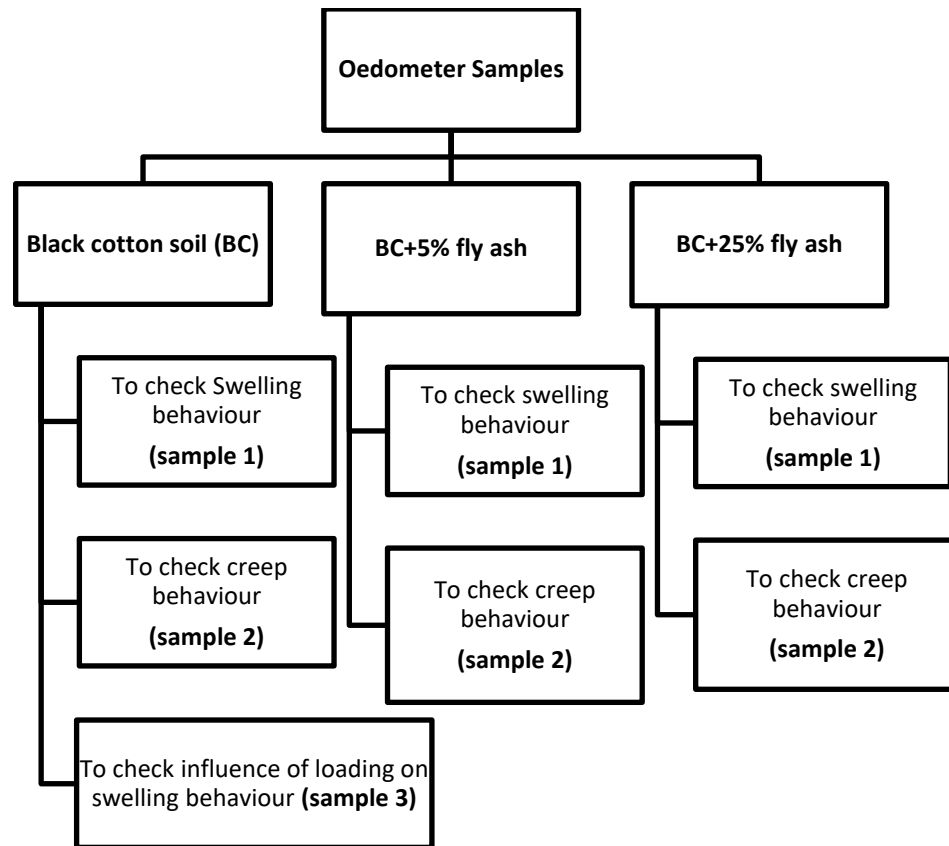 Oedometer Samples
Black cotton soil (BC)
To check Swelling
behaviour
(sample 1)
To check creep
behaviour
(sample 2)
To check influence of loading on
swelling behaviour (sample 3)
BC+5% fly ash
To check swelling
behaviour
(sample 1)
To check creep
behaviour
(sample 2)
BC+25% fly ash
To check swelling
behaviour
(sample 1)
To check creep
behaviour
(sample 2)